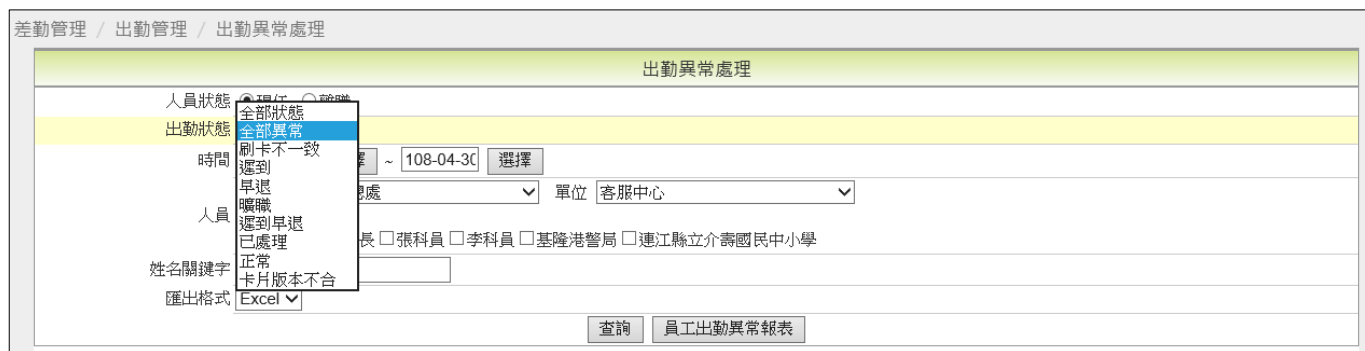 差勤管理 / 出勤管理 / 出勤異常處理
出勤異常處理
人員狀態 現任 離職
出勤狀態
全部狀態
全部異常
刷卡不一致
遲到
早退
曠職
遲到早退
已處理
正常
卡片版本不合
時間 ~ 108-04-30 選擇
人員 總處 單位 客服中心
長 張科員 李科員 基隆港警局 連江縣立介壽國民中小學
姓名關鍵字
匯出格式 Excel
查詢 員工出勤異常報表